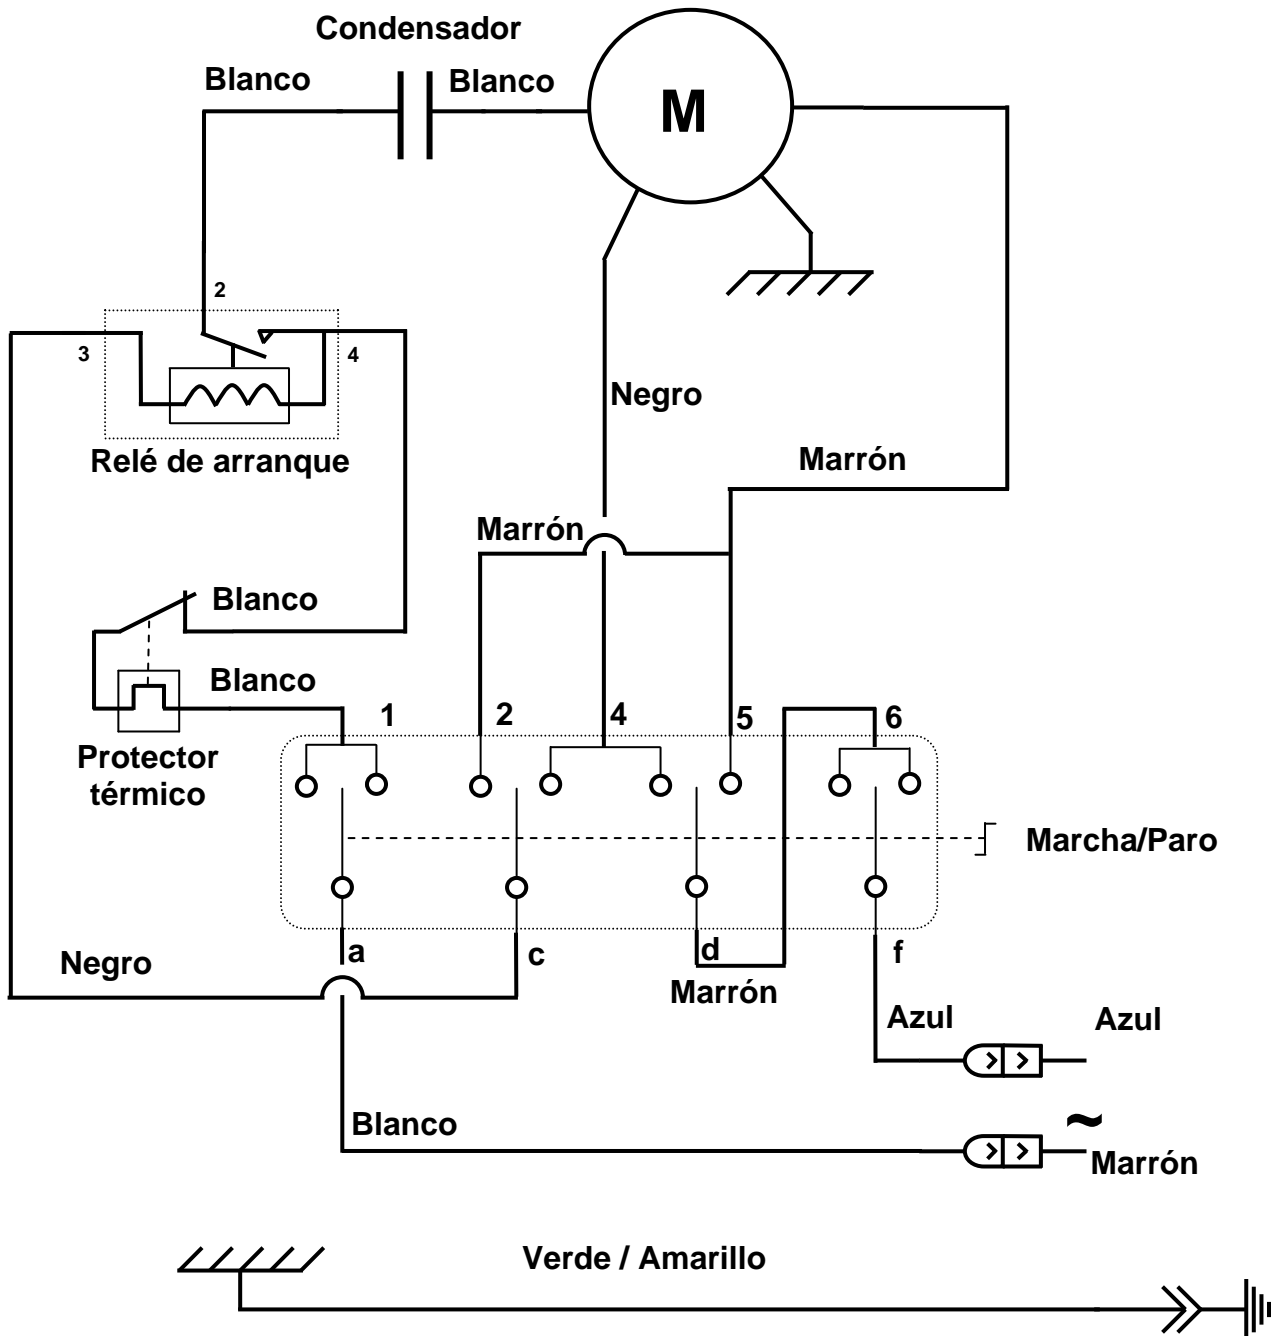 Condensador
Blanco
Blanco
M
2
3
4
Negro
Relé de arranque
Marrón
Marrón
Blanco
Blanco
1
2
4
5
6
Protector
térmico
Marcha/Paro
a
c
d
f
Negro
Marrón
Azul
Azul
Blanco
~
Marrón
Verde / Amarillo